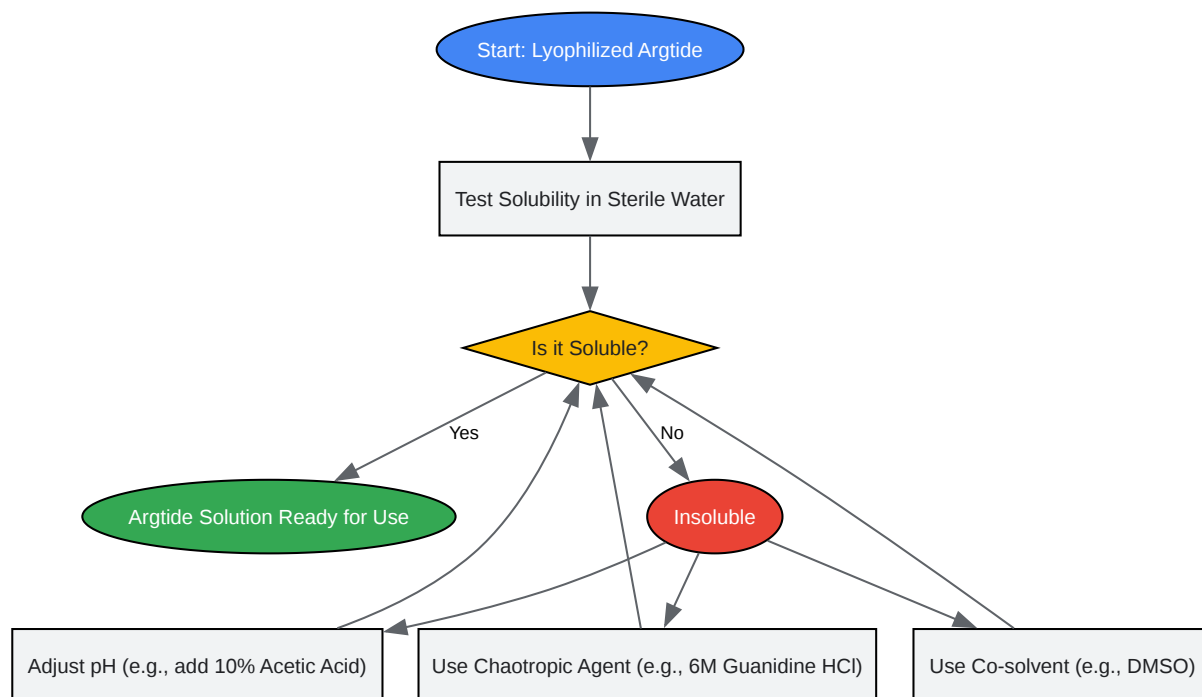 Start: Lyophilized Argtide
Test Solubility in Sterile Water
Is it Soluble?
Yes
No
Argtide Solution Ready for Use
Insoluble
Adjust pH (e.g., add 10% Acetic Acid)
Use Chaotropic Agent (e.g., 6M Guanidine HCl)
Use Co-solvent (e.g., DMSO)